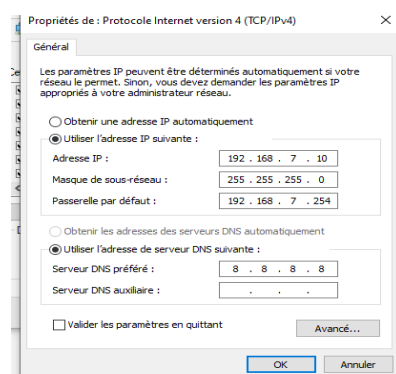 Propriétés de : Protocole Internet version 4 (TCP/IPv4)
Général
Les paramètres IP peuvent être déterminés automatiquement si votre
réseau le permet. Sinon, vous devez demander les paramètres IP
appropriés à votre administrateur réseau.
Obtenir une adresse IP automatiquement
Utiliser l'adresse IP suivante :
Adresse IP : 192 . 168 . 7 . 10
Masque de sous-réseau : 255 . 255 . 255 . 0
Passerelle par défaut : 192 . 168 . 7 . 254
Obtenir les adresses des serveurs DNS automatiquement
Utiliser l'adresse de serveur DNS suivante :
Serveur DNS préféré : 8 . 8 . 8 . 8
Serveur DNS auxiliaire : . . .
Valider les paramètres en quittant
Avancé...
OK Annuler